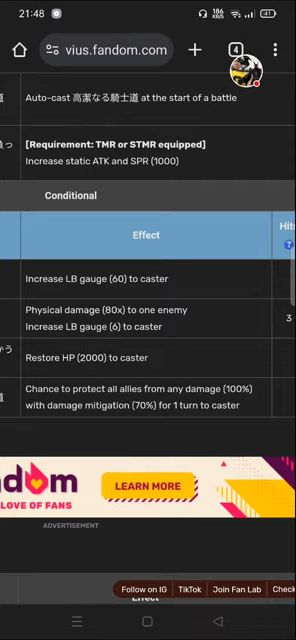 21:48
186
KB/s
41
vius.fandom.com
4
Auto-cast 高潔なる騎士道 at the start of a battle
道
[Requirement: TMR or STMR equipped]
Increase static ATK and SPR (1000)
Conditional
Effect
Hits
?
Increase LB gauge (60) to caster
Physical damage (80x) to one enemy
Increase LB gauge (6) to caster
3
かう
Restore HP (2000) to caster
Chance to protect all allies from any damage (100%)
with damage mitigation (70%) for 1 turn to caster
道
ndom
LOVE OF FANS
LEARN MORE
ADVERTISEMENT
Follow on IG TikTok Join Fan Lab Check
Effect